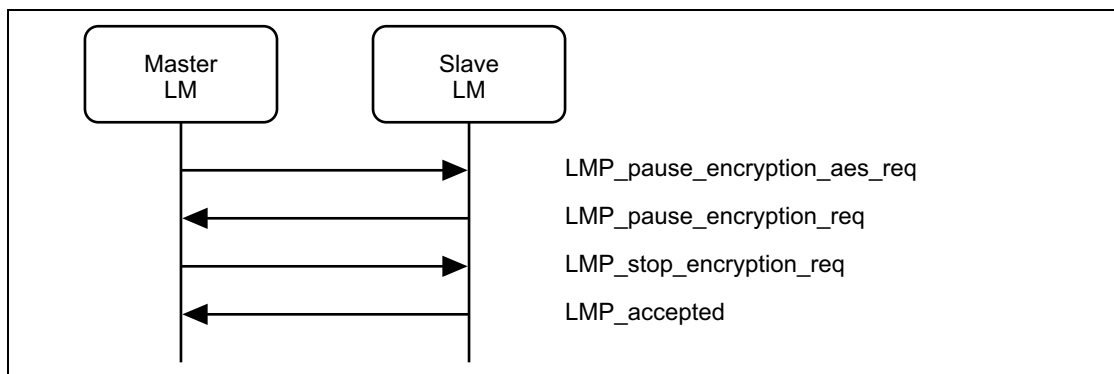 Master
LM
Slave
LM
LMP_pause_encryption_aes_req
LMP_pause_encryption_req
LMP_stop_encryption_req
LMP_accepted